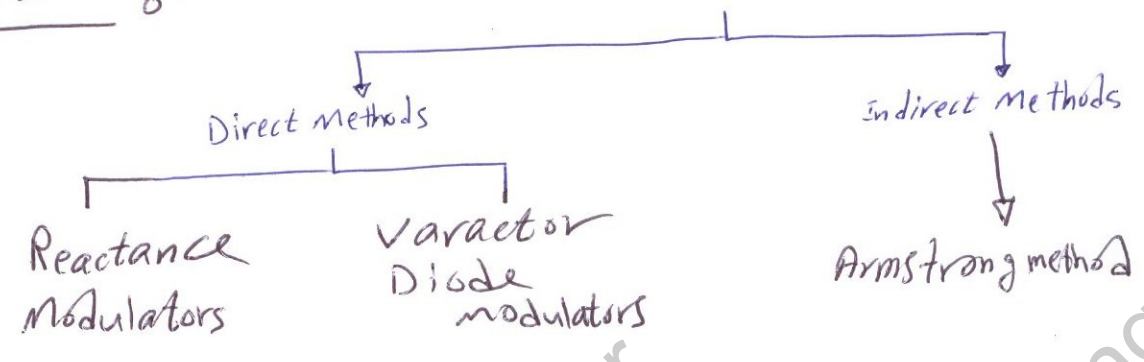 Direct Methods
Indirect Methods
Reactance
Modulators
Varactor
Diode
modulators
Armstrong method